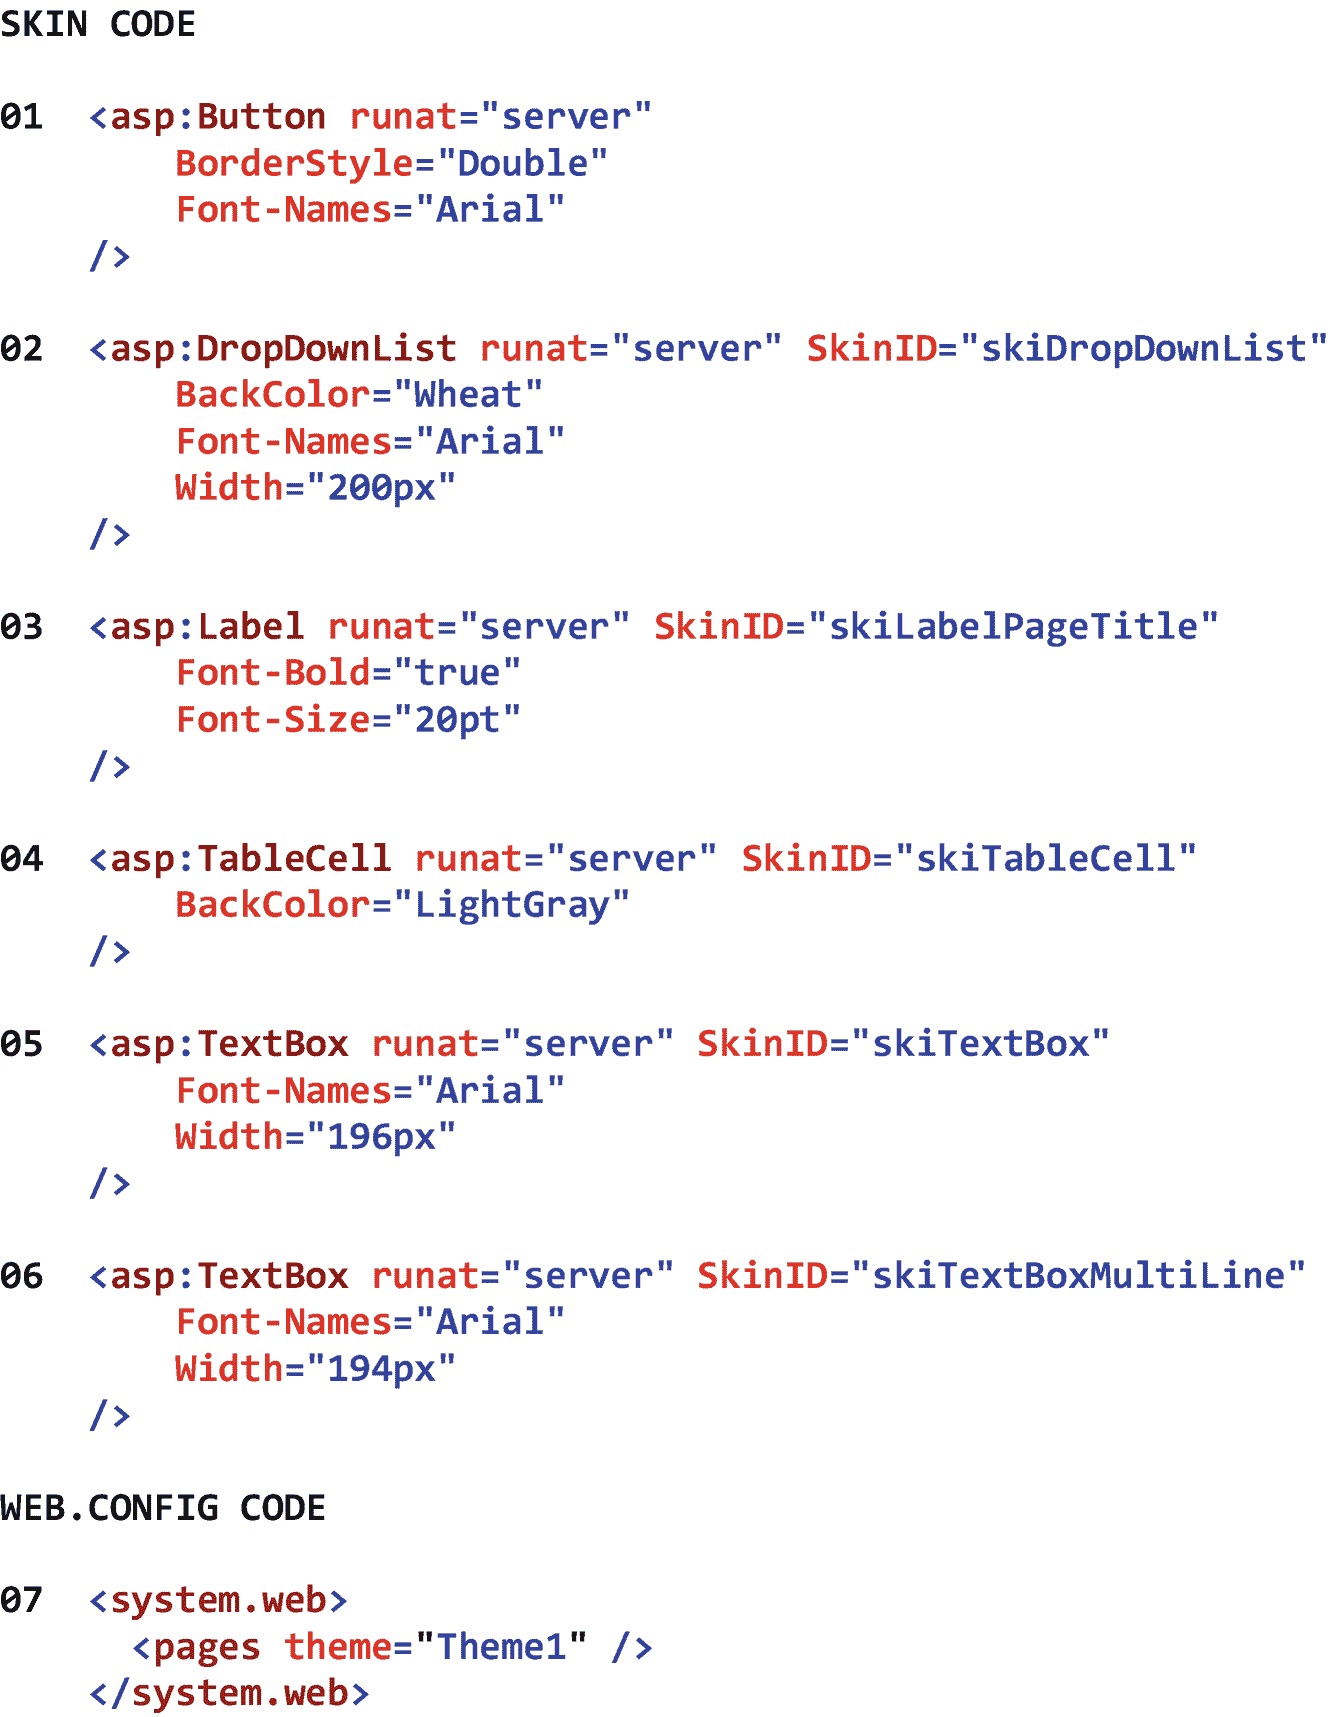 SKIN CODE
01 <asp:Button runat="server"
BorderStyle="Double"
Font-Names="Arial"
/>
02 <asp:DropDownList runat="server" SkinID="skiDropDownList"
BackColor="Wheat"
Font-Names="Arial"
Width="200px"
/>
03 <asp:Label runat="server" SkinID="skiLabelPageTitle"
Font-Bold="true"
Font-Size="20pt"
/>
04 <asp:TableCell runat="server" SkinID="skiTableCell"
BackColor="LightGray"
/>
05 <asp:TextBox runat="server" SkinID="skiTextBox"
Font-Names="Arial"
Width="196px"
/>
06 <asp:TextBox runat="server" SkinID="skiTextBoxMultiLine"
Font-Names="Arial"
Width="194px"
/>
WEB.CONFIG CODE
07 <system.web>
<pages theme="Theme1" />
</system.web>